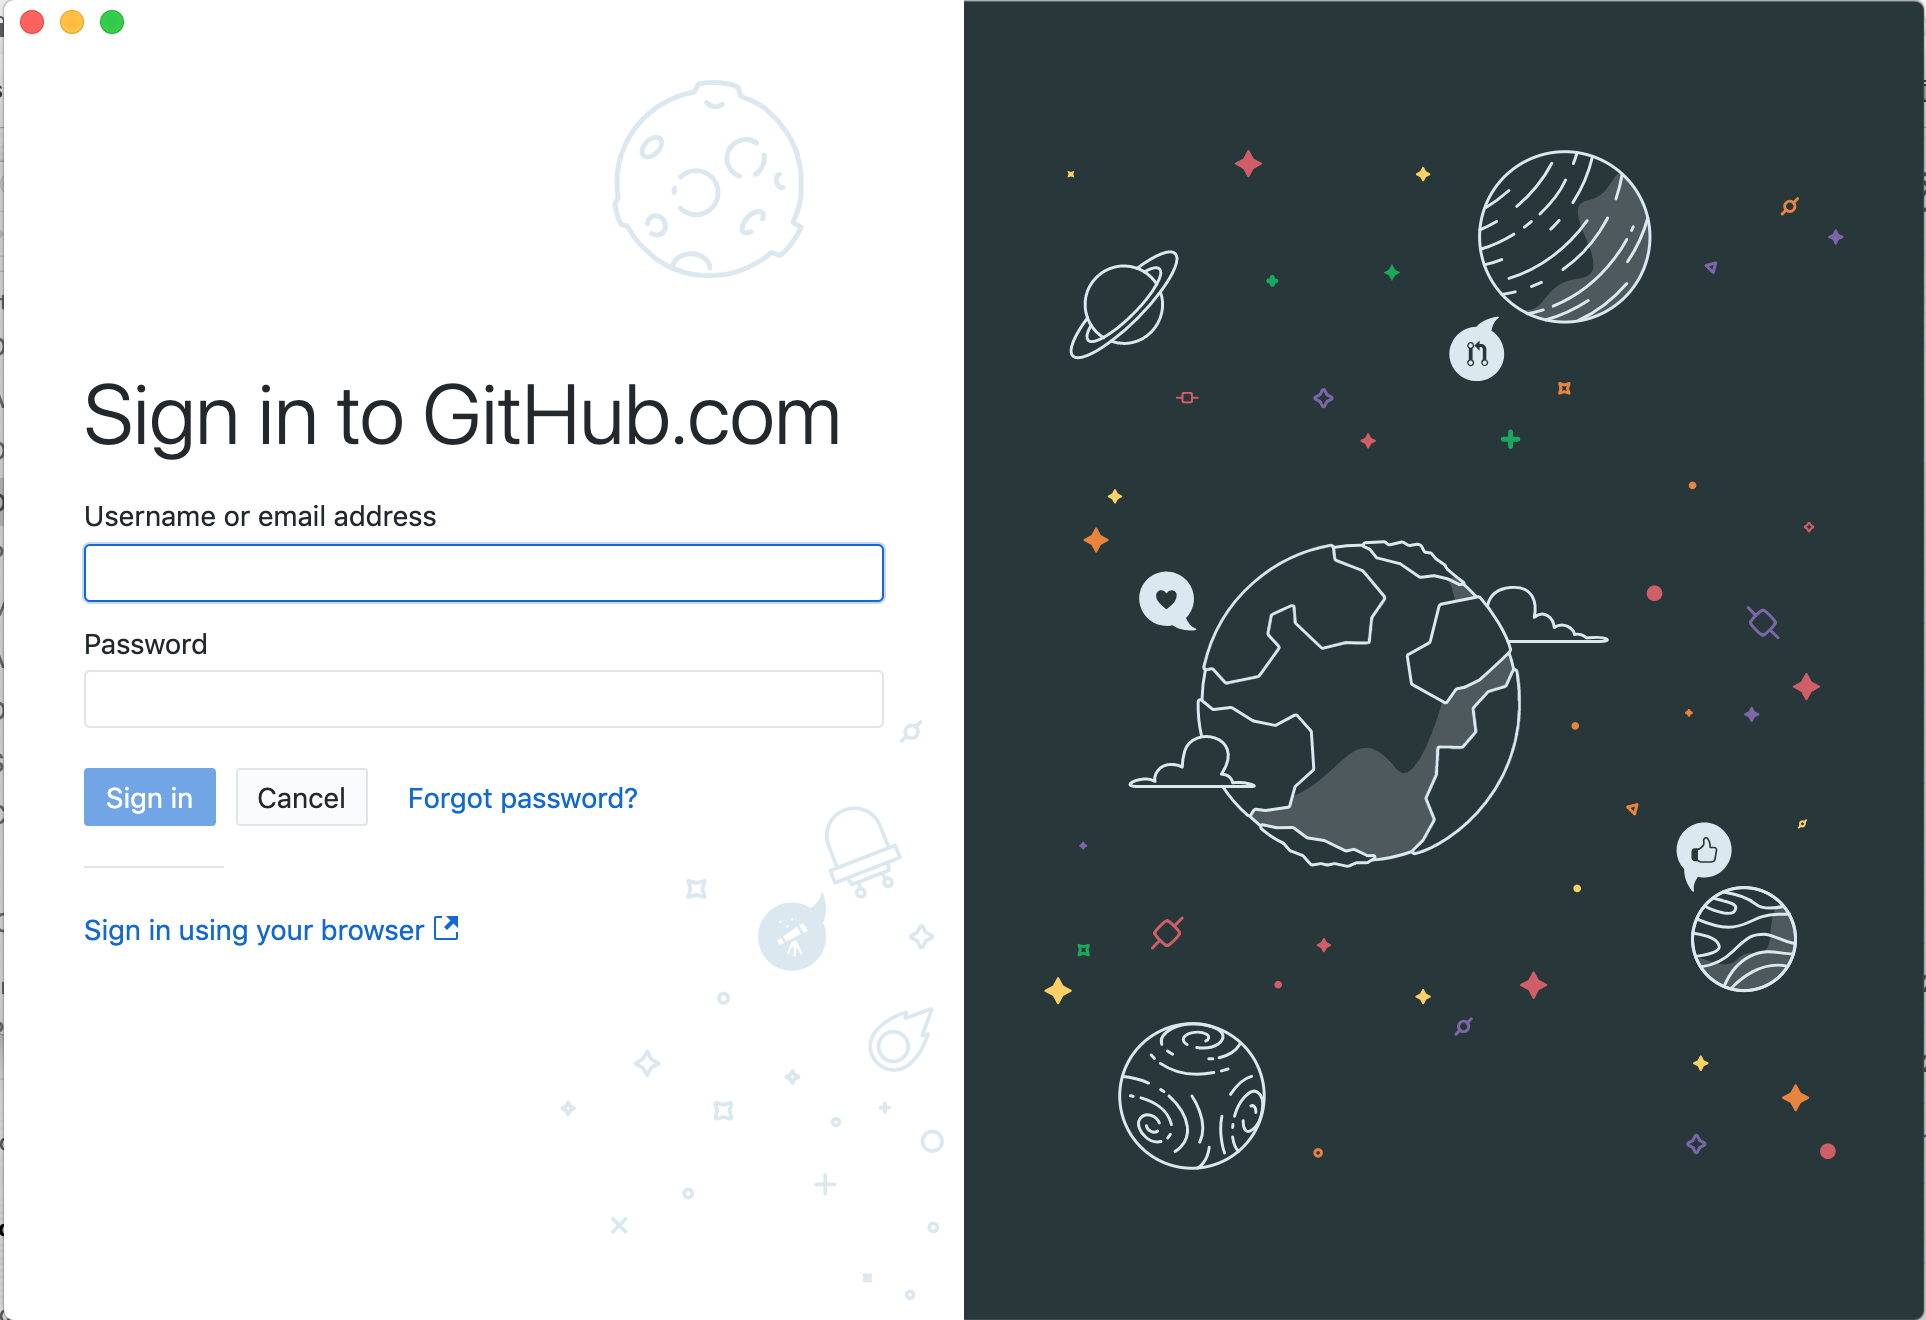 Sign in to GitHub.com
Username or email address
Password
Sign in
Cancel
Forgot password?
Sign in using your browser